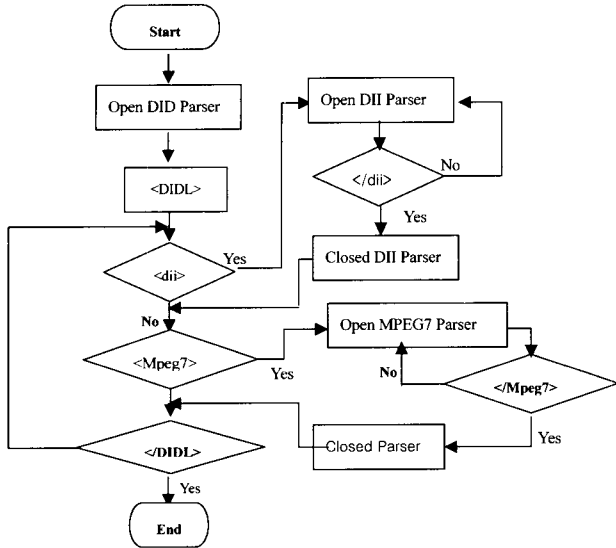 Start
Open DID Parser
Open DII Parser
<DIDL>
</dii>
No
Yes
<dii>
Yes
Closed DII Parser
No
Open MPEG7 Parser
<Mpeg7>
Yes
No
</Mpeg7>
Yes
</DIDL>
Closed Parser
Yes
End